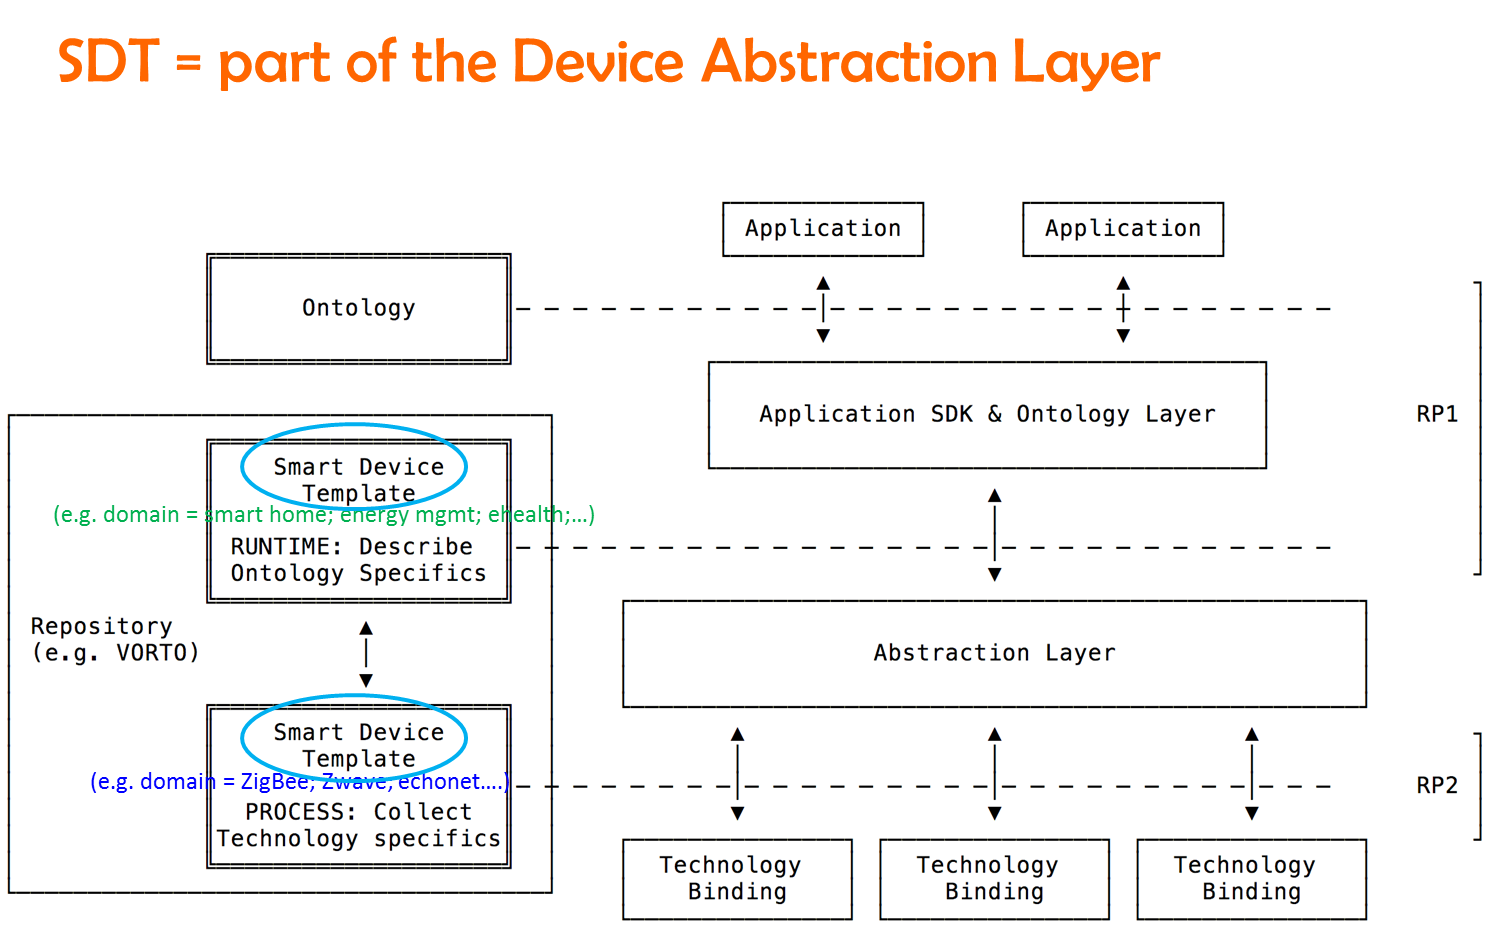 SDT = part of the Device Abstraction Layer
Application
Application
Ontology
Application SDK & Ontology Layer
RP1
Smart Device
Template
(e.g. domain = smart home; energy mgmt; ehealth;...)
RUNTIME: Describe
Ontology Specifics
Repository
(e.g. VORTO)
Abstraction Layer
Smart Device
Template
(e.g. domain = ZigBee; Zwave; echonet....)
PROCESS: Collect
Technology specifics
RP2
Technology
Binding
Technology
Binding
Technology
Binding